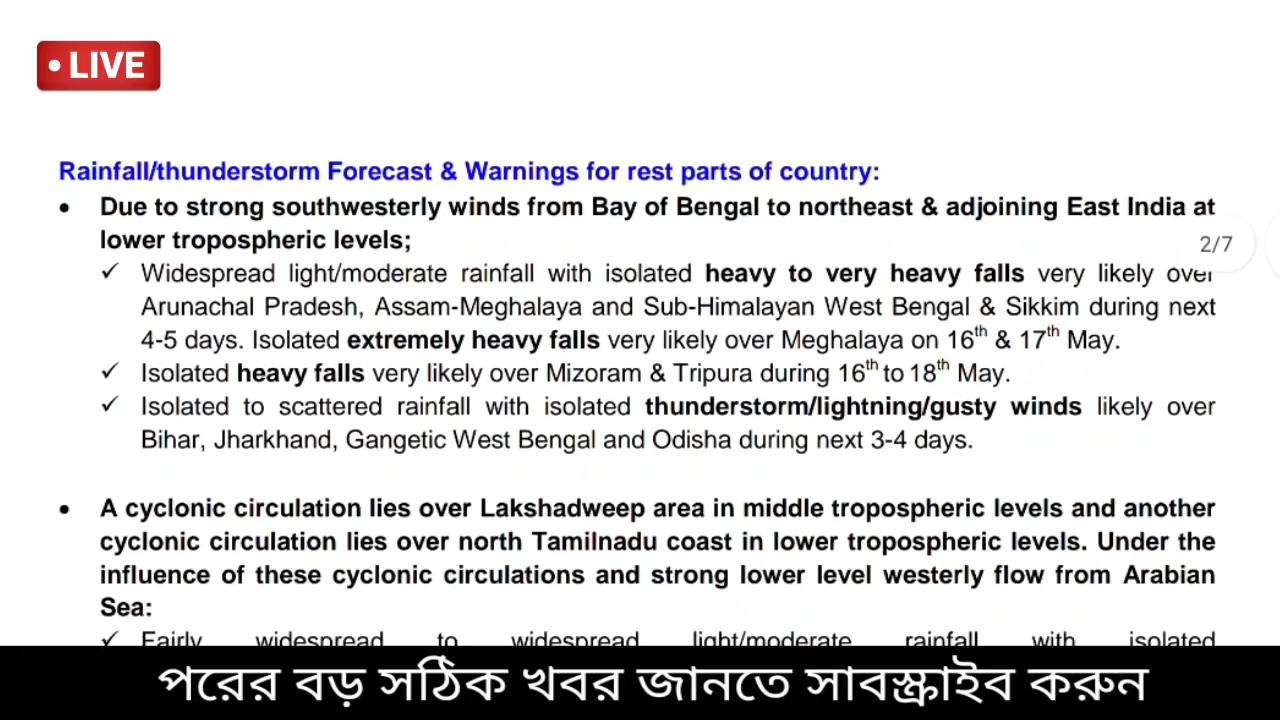 • LIVE
Rainfall/thunderstorm Forecast & Warnings for rest parts of country:
• Due to strong southwesterly winds from Bay of Bengal to northeast & adjoining East India at
lower tropospheric levels;
2/7
✓ Widespread light/moderate rainfall with isolated heavy to very heavy falls very likely over
Arunachal Pradesh, Assam-Meghalaya and Sub-Himalayan West Bengal & Sikkim during next
4-5 days. Isolated extremely heavy falls very likely over Meghalaya on 16th & 17th May.
✓ Isolated heavy falls very likely over Mizoram & Tripura during 16th to 18th May.
✓ Isolated to scattered rainfall with isolated thunderstorm/lightning/gusty winds likely over
Bihar, Jharkhand, Gangetic West Bengal and Odisha during next 3-4 days.
• A cyclonic circulation lies over Lakshadweep area in middle tropospheric levels and another
cyclonic circulation lies over north Tamilnadu coast in lower tropospheric levels. Under the
influence of these cyclonic circulations and strong lower level westerly flow from Arabian
Sea:
✓ Fairly widespread to widespread light/moderate rainfall with isolated
পরের বড় সঠিক খবর জানতে সাবস্ক্রাইব করুন